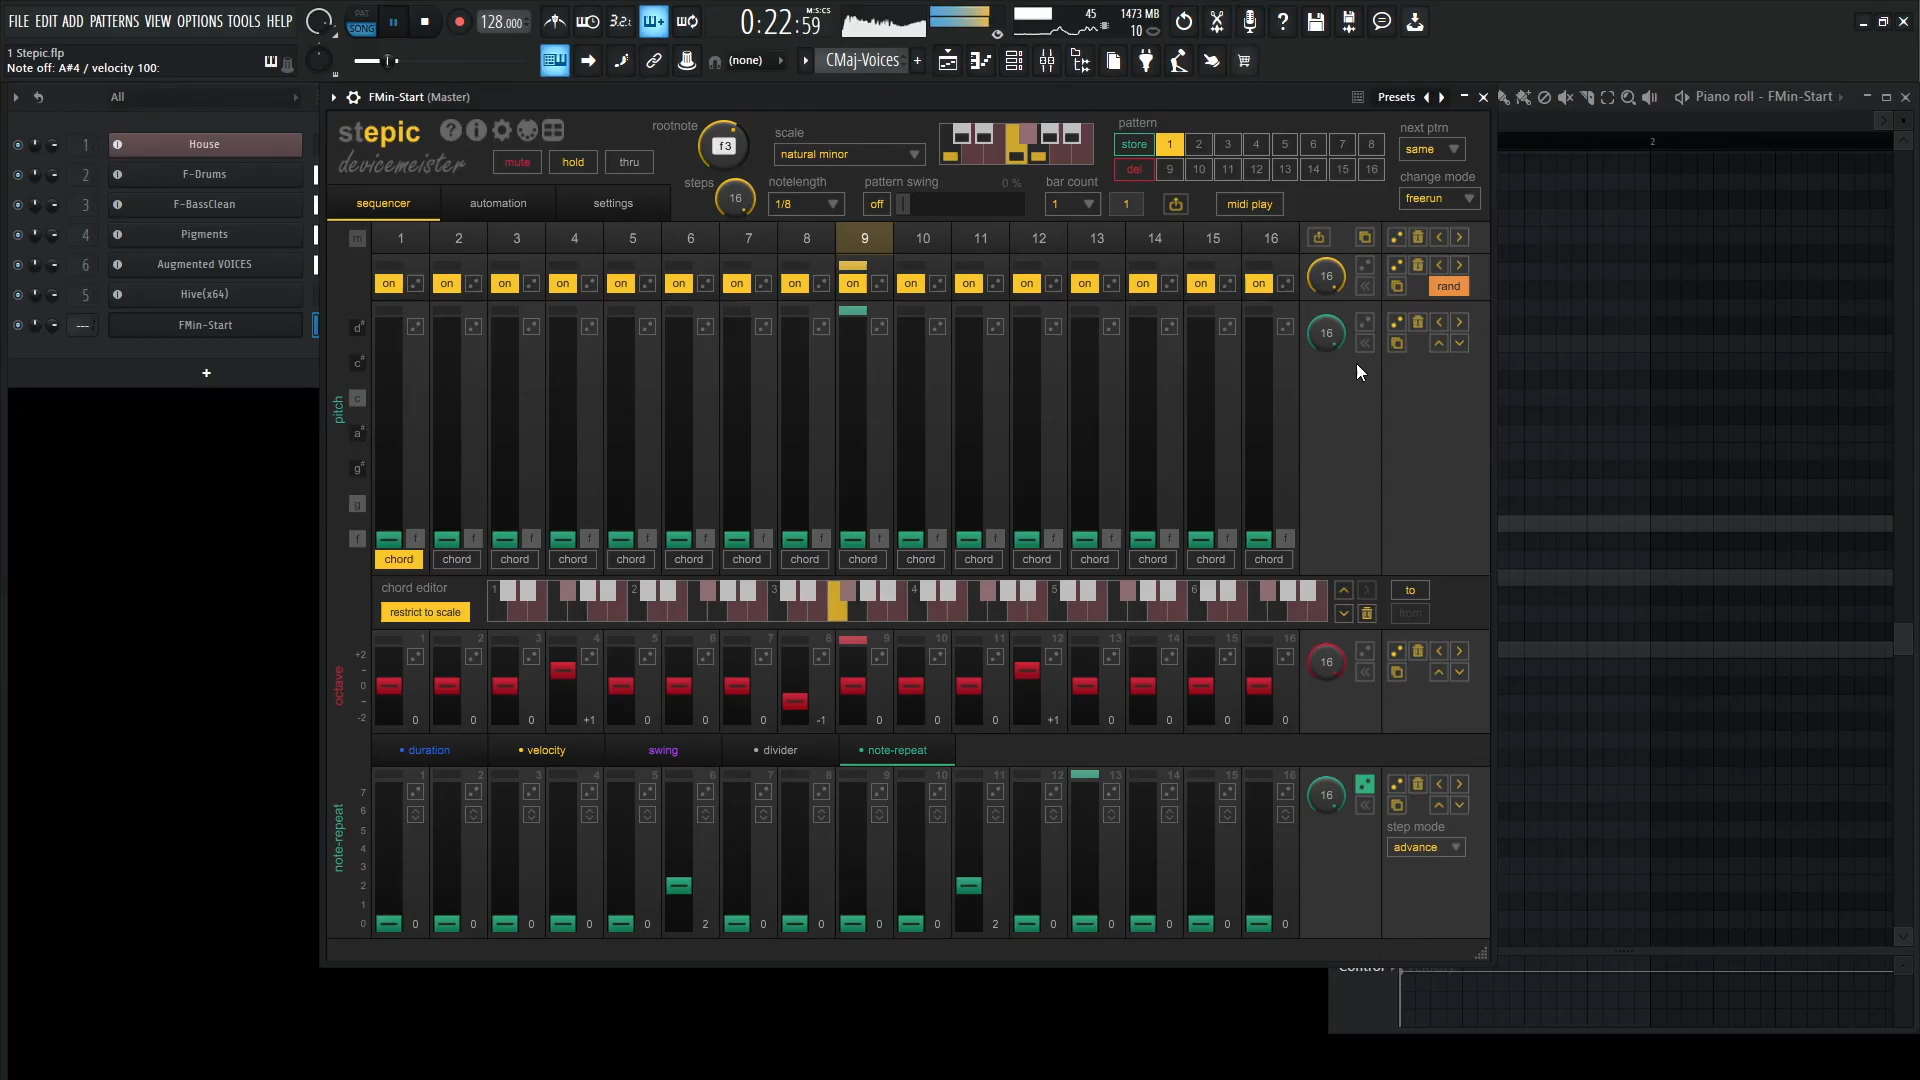 FILE EDIT ADD PATTERNS VIEW OPTIONS TOOLS HELP
PAT
SONG
128.000
3.2.
0:22:59
M:S:CS
45
1473 MB
10
1 Stepic.flp
Note off: A#4 / velocity 100:
(none)
CMaj-Voices
All
FMin-Start (Master)
Presets
Piano roll - FMin-Start
2
1 House
2 F-Drums
3 F-BassClean
4 Pigments
6 Augmented VOICES
5 Hive(x64)
--- FMin-Start
+
stepic
devicemeister
mute hold thru
rootnote
f3
scale
natural minor
pattern
store 1 2 3 4 5 6 7 8
del 9 10 11 12 13 14 15 16
next ptrn
same
change mode
freerun
steps
16
notelength
1/8
pattern swing 0 %
off
bar count
1
1
midi play
sequencer automation settings
m 1 2 3 4 5 6 7 8 9 10 11 12 13 14 15 16
on on on on on on on on on on on on on on on on
16
rand
16
pitch
d#
c#
c
a#
g#
g
f
f f f f f f f f f f f f f f f f
chord chord chord chord chord chord chord chord chord chord chord chord chord chord chord chord
chord editor
restrict to scale
1 2 3 4 5 6
to
from
octave
1 2 3 4 5 6 7 8 9 10 11 12 13 14 15 16
+2
0
-2
0 0 0 +1 0 0 0 -1 0 0 0 +1 0 0 0 0
16
duration velocity swing divider note-repeat
note-repeat
1 2 3 4 5 6 7 8 9 10 11 12 13 14 15 16
7
6
5
4
3
2
1
0
0 0 0 0 0 2 0 0 0 0 2 0 0 0 0 0
16
step mode
advance
Control